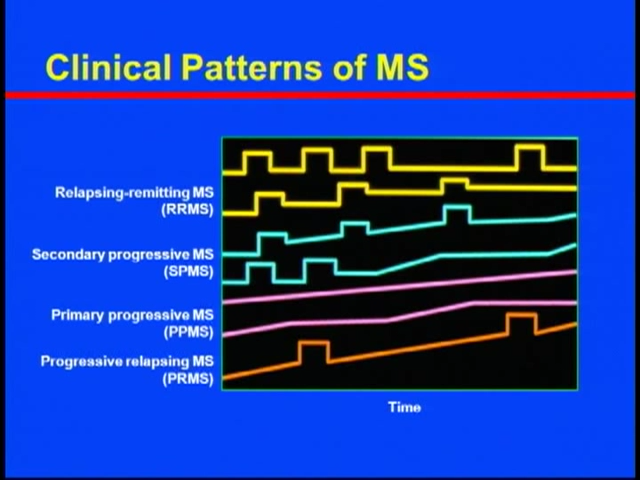 Clinical Patterns of MS
Relapsing-remitting MS
(RRMS)
Secondary progressive MS
(SPMS)
Primary progressive MS
(PPMS)
Progressive relapsing MS
(PRMS)
Time